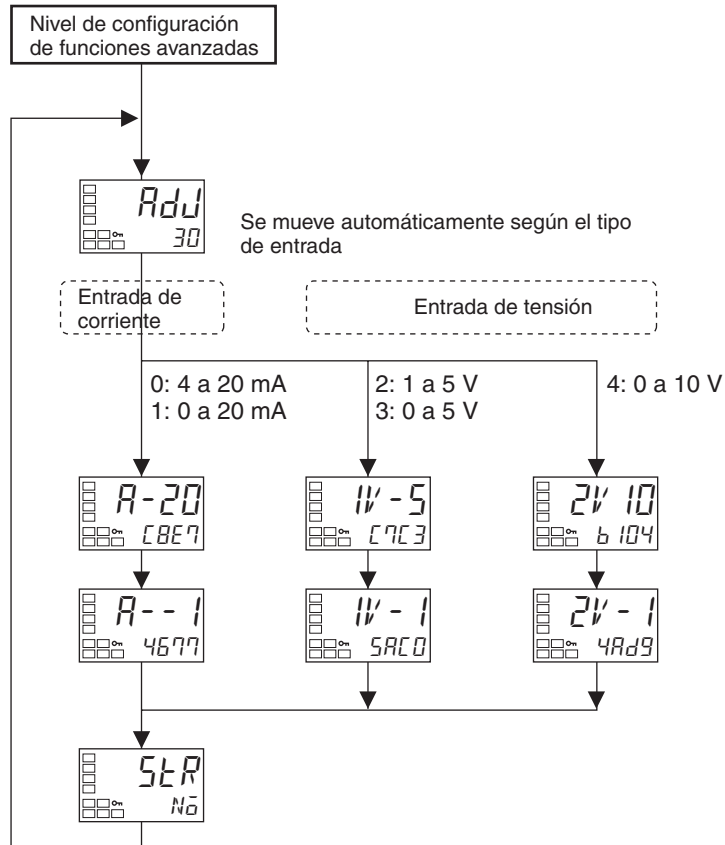 Nivel de configuración
de funciones avanzadas
AdJ
30
Se mueve automáticamente según el tipo
de entrada
Entrada de
corriente
Entrada de tensión
0: 4 a 20 mA
1: 0 a 20 mA
2: 1 a 5 V
3: 0 a 5 V
4: 0 a 10 V
A-20
C8E7
1V-5
C7C3
2V 10
b104
A--1
4677
1V-1
5AC0
2V-1
4Ad9
StR
No